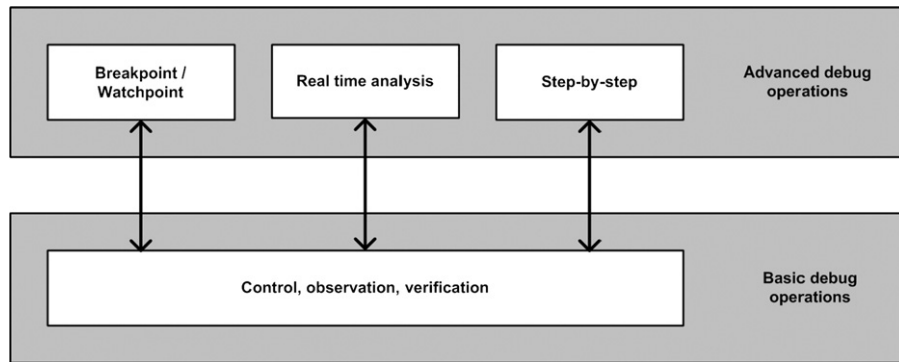 Breakpoint /
Watchpoint
Real time analysis
Step-by-step
Advanced debug
operations
Control, observation, verification
Basic debug
operations